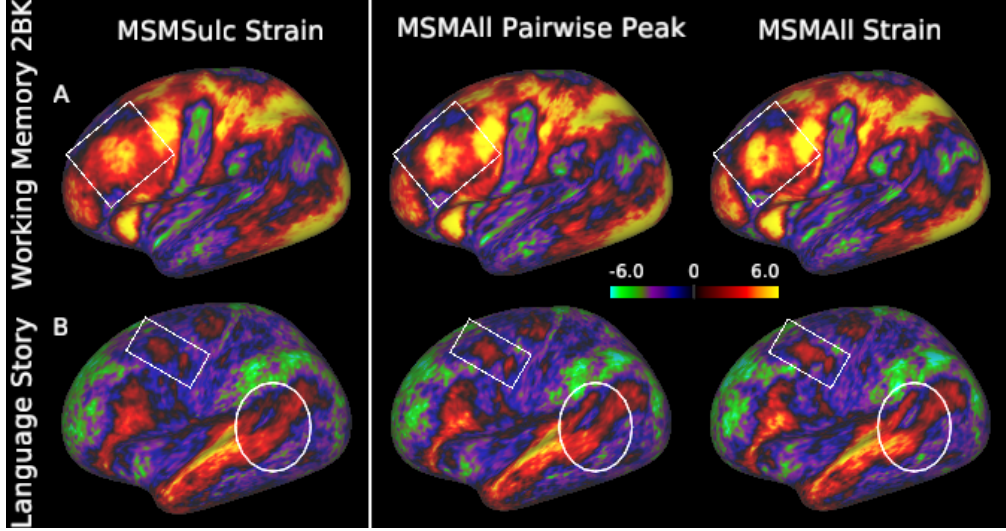 MSMSulc Strain
MSMAll Pairwise Peak
MSMAll Strain
Working Memory 2BK
A
-6.0
0
6.0
Language Story
B